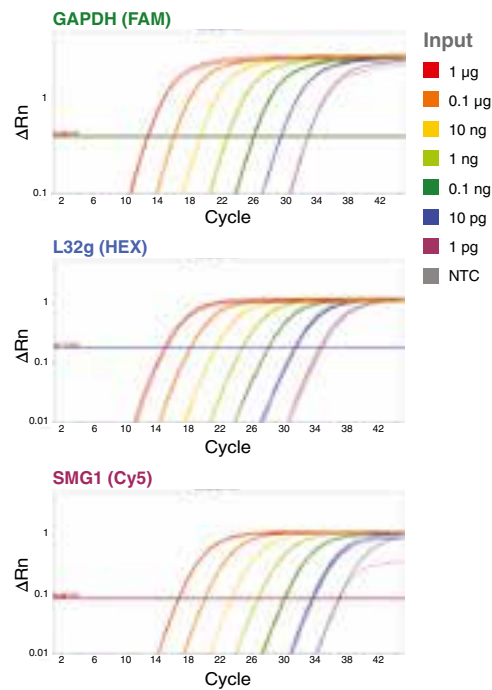 GAPDH (FAM)
Input
1 µg
0.1 µg
10 ng
1 ng
0.1 ng
10 pg
1 pg
NTC
ΔRn
1
0.1
2 6 10 14 18 22 26 30 34 38 42
Cycle
L32g (HEX)
ΔRn
1
0.1
0.01
2 6 10 14 18 22 26 30 34 38 42
Cycle
SMG1 (Cy5)
ΔRn
1
0.1
0.01
2 6 10 14 18 22 26 30 34 38 42
Cycle